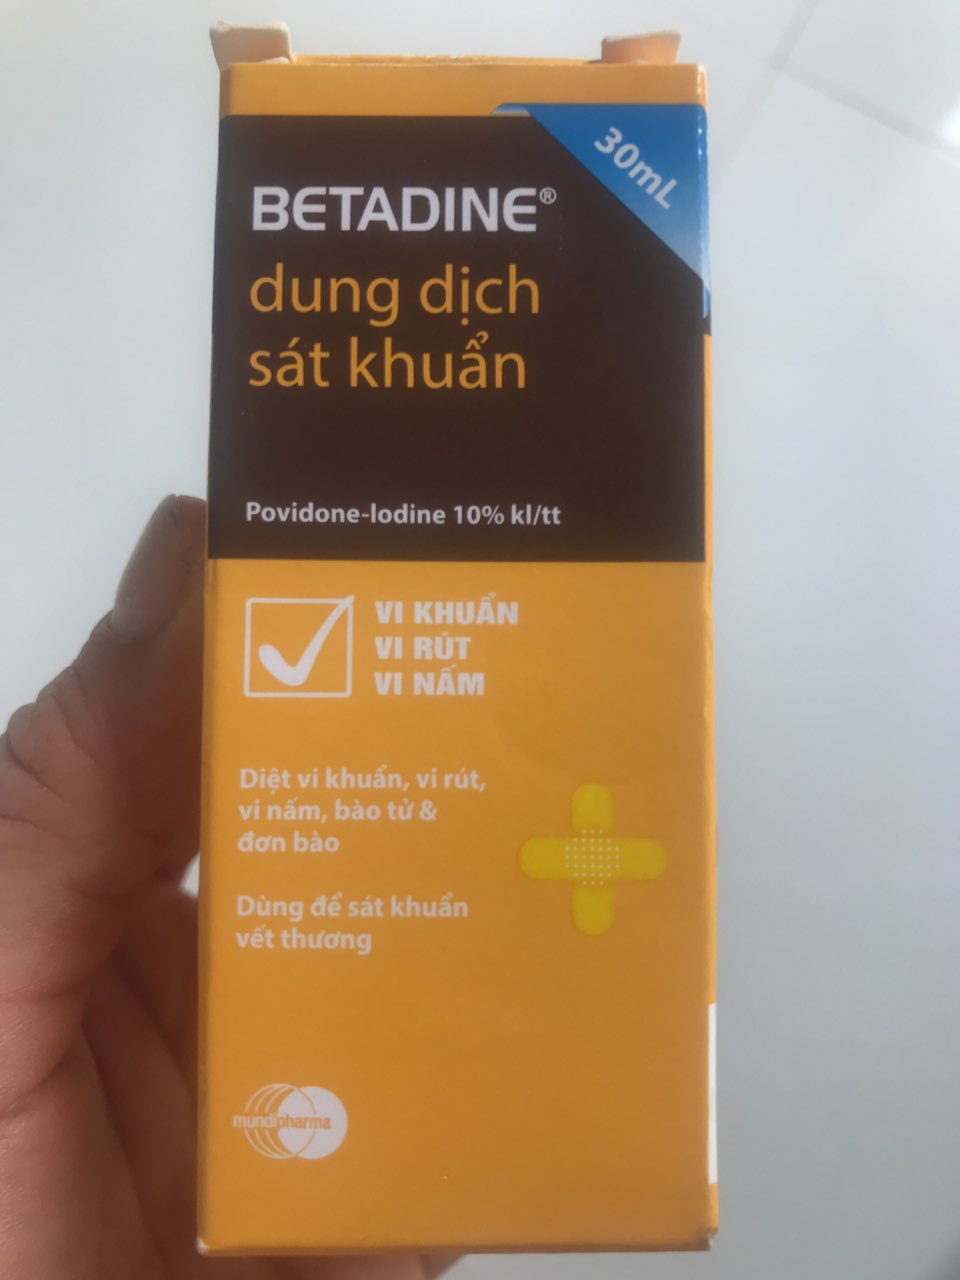 30mL
BETADINE®
dung dịch
sát khuẩn
Povidone-Iodine 10% kl/tt
VI KHUẨN
VI RÚT
VI NẤM
Diệt vi khuẩn, vi rút,
vi nấm, bào tử &
đơn bào
Dùng để sát khuẩn
vết thương
mundipharma